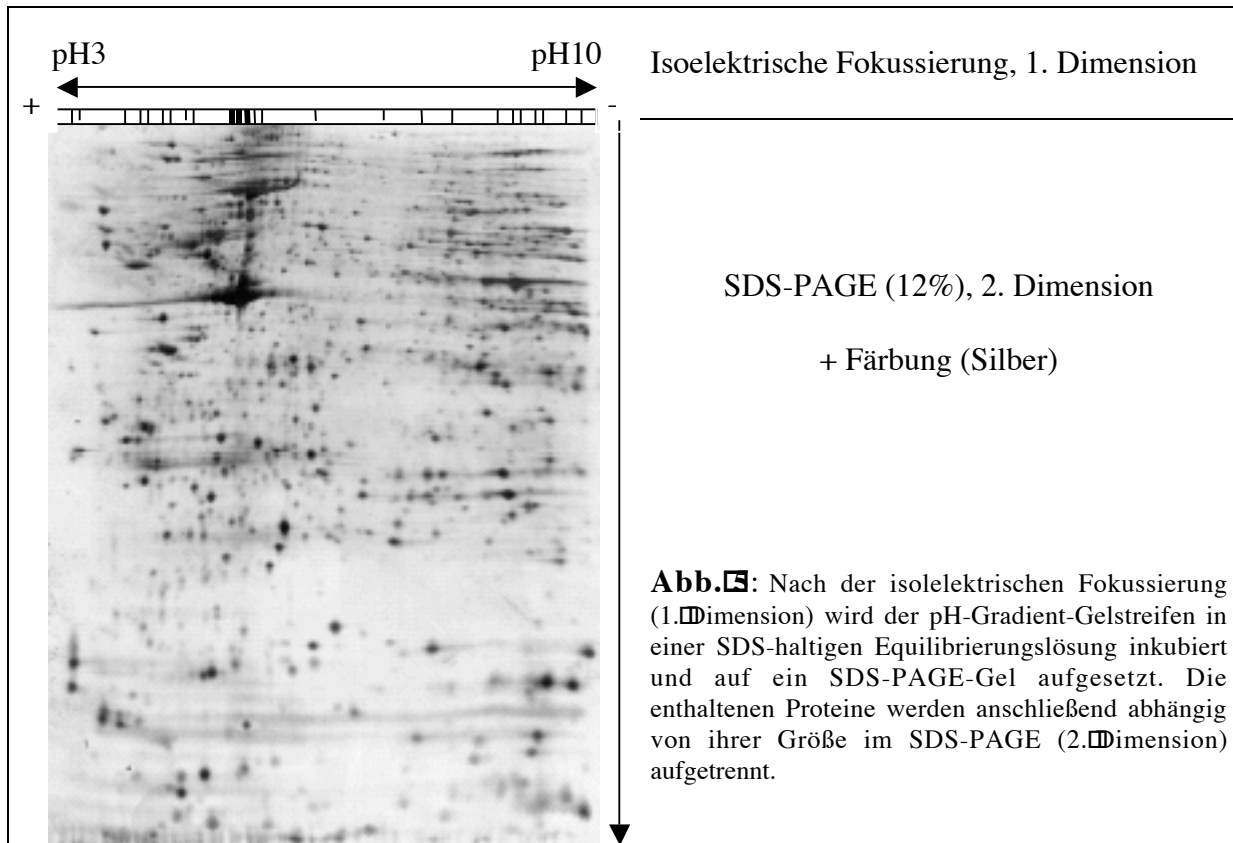 pH3 pH10
Isoelektrische Fokussierung, 1. Dimension
+ -
SDS-PAGE (12%), 2. Dimension
+ Färbung (Silber)
Abb.5: Nach der isolelektrischen Fokussierung
(1. Dimension) wird der pH-Gradient-Gelstreifen in
einer SDS-haltigen Equilibrierungslösung inkubiert
und auf ein SDS-PAGE-Gel aufgesetzt. Die
enthaltenen Proteine werden anschließend abhängig
von ihrer Größe im SDS-PAGE (2. Dimension)
aufgetrennt.